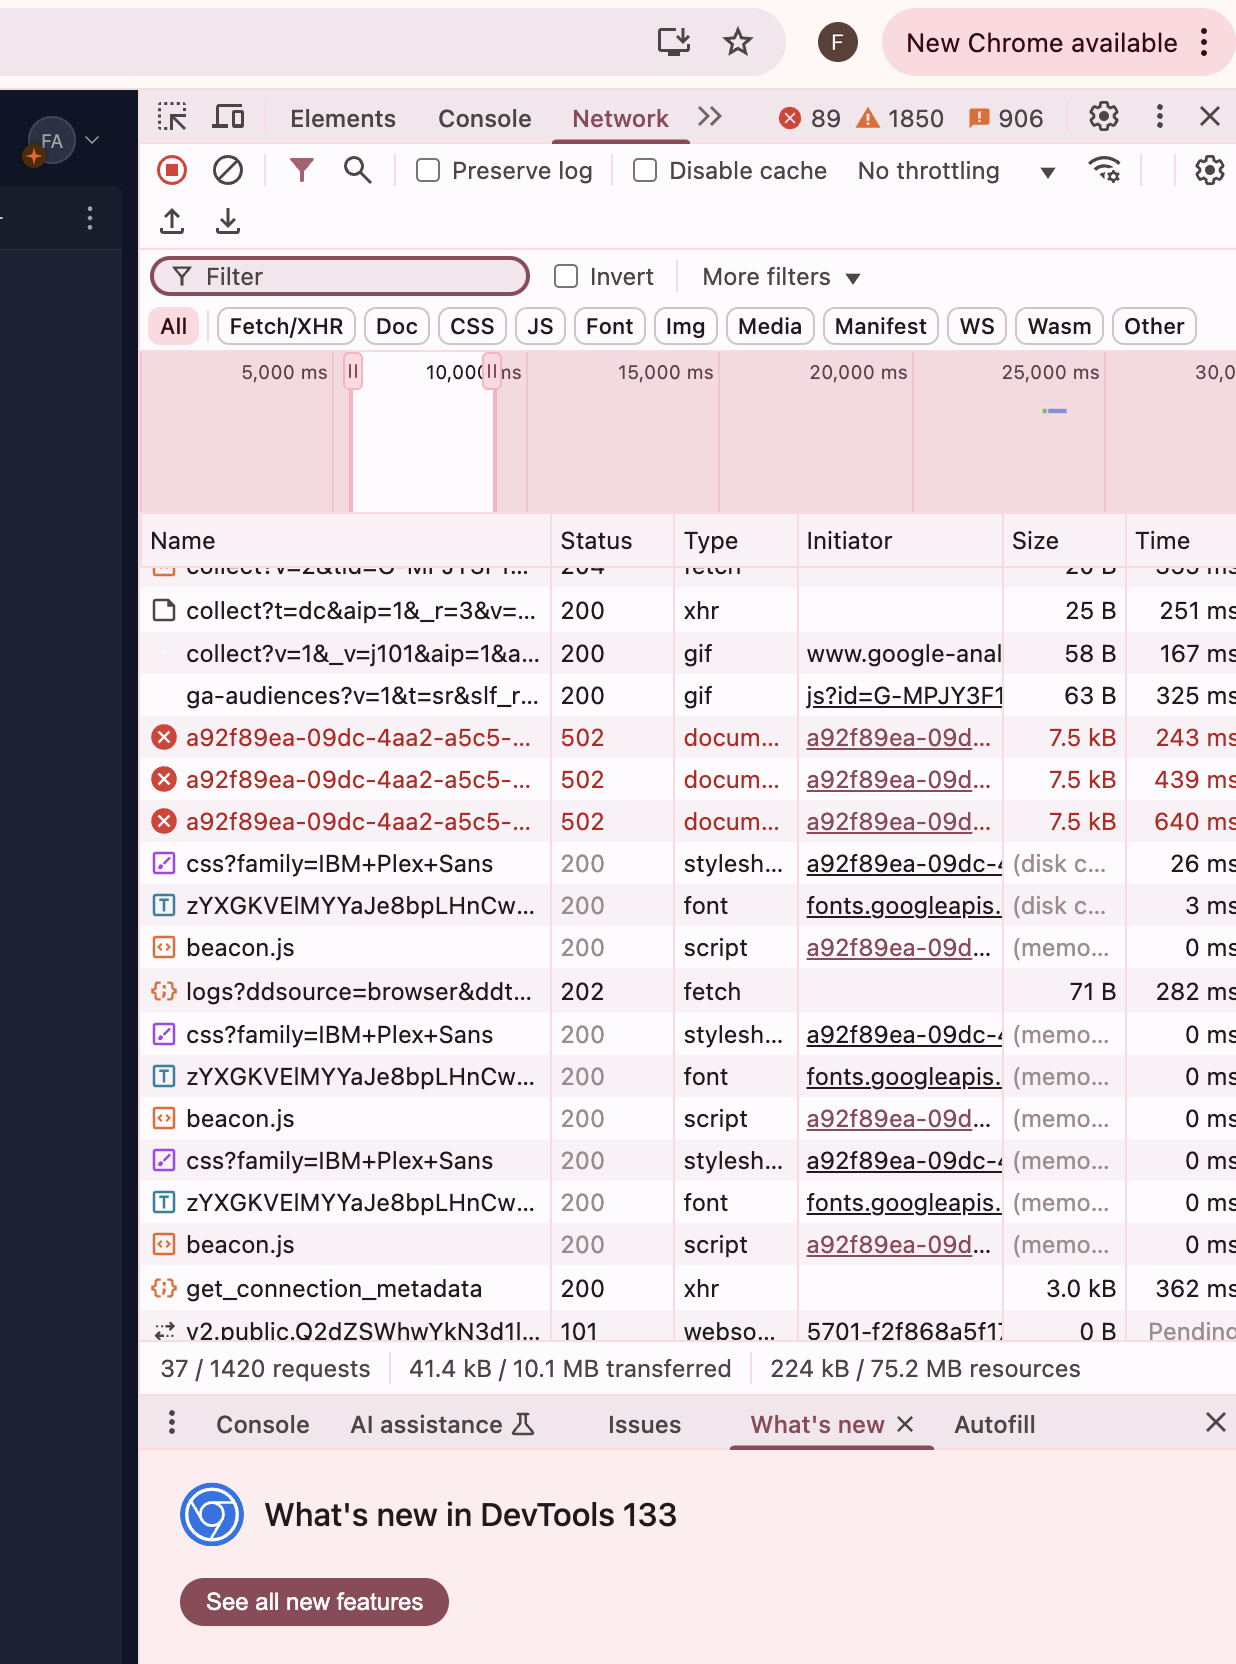 F New Chrome available
FA
Elements Console Network 89 1850 906
Preserve log Disable cache No throttling
Filter Invert More filters
All Fetch/XHR Doc CSS JS Font Img Media Manifest WS Wasm Other
5,000 ms 10,000 ms 15,000 ms 20,000 ms 25,000 ms 30,0
Name Status Type Initiator Size Time
204 fetch 20 B
collect?t=dc&aip=1&_r=3&v=... 200 xhr 25 B 251 ms
collect?v=1&_v=j101&aip=1&a... 200 gif www.google-anal 58 B 167 ms
ga-audiences?v=1&t=sr&slf_r... 200 gif js?id=G-MPJY3F1 63 B 325 ms
a92f89ea-09dc-4aa2-a5c5-... 502 docum... a92f89ea-09d... 7.5 kB 243 ms
a92f89ea-09dc-4aa2-a5c5-... 502 docum... a92f89ea-09d... 7.5 kB 439 ms
a92f89ea-09dc-4aa2-a5c5-... 502 docum... a92f89ea-09d... 7.5 kB 640 ms
css?family=IBM+Plex+Sans 200 stylesh... a92f89ea-09dc-4 (disk c... 26 ms
zYXGKVElMYYaJe8bpLHnCw... 200 font fonts.googleapis. (disk c... 3 ms
beacon.js 200 script a92f89ea-09d... (memo... 0 ms
logs?ddsource=browser&ddt... 202 fetch 71 B 282 ms
css?family=IBM+Plex+Sans 200 stylesh... a92f89ea-09dc-4 (memo... 0 ms
zYXGKVElMYYaJe8bpLHnCw... 200 font fonts.googleapis. (memo... 0 ms
beacon.js 200 script a92f89ea-09d... (memo... 0 ms
css?family=IBM+Plex+Sans 200 stylesh... a92f89ea-09dc-4 (memo... 0 ms
zYXGKVElMYYaJe8bpLHnCw... 200 font fonts.googleapis. (memo... 0 ms
beacon.js 200 script a92f89ea-09d... (memo... 0 ms
get_connection_metadata 200 xhr 3.0 kB 362 ms
v2.public.Q2dZSWhwYkN3d1l... 101 webso... 5701-f2f868a5f17 0 B Pending
37 / 1420 requests 41.4 kB / 10.1 MB transferred 224 kB / 75.2 MB resources
Console AI assistance Issues What's new Autofill
What's new in DevTools 133
See all new features